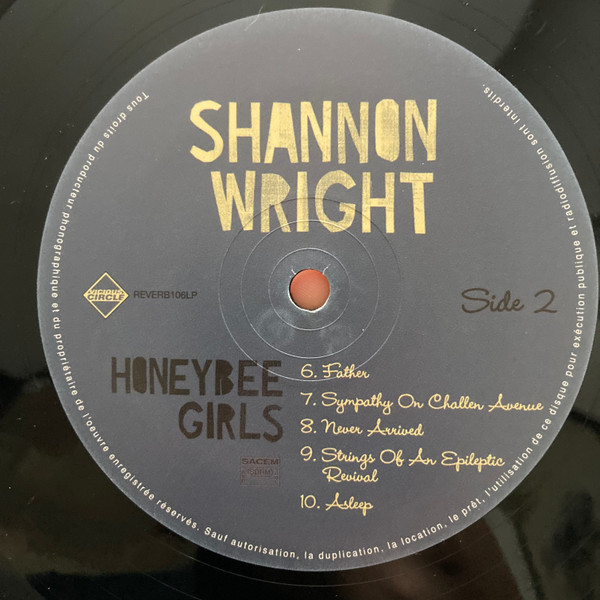 SHANNON
WRIGHT
VICIOUS
CIRCLE
REVERB106LP
Side 2
HONEYBEE
GIRLS
SACEM
6. Father
7. Sympathy On Challen Avenue
8. Never Arrived
9. Strings Of An Epileptic
Revival
10. Asleep
Tous droits du producteur phonographique et du propriétaire de l'oeuvre enregistrée réservés. Sauf autorisation, la duplication, la location, le prêt, l'utilisation de ce disque pour exécution publique et radiodiffusion sont interdits.